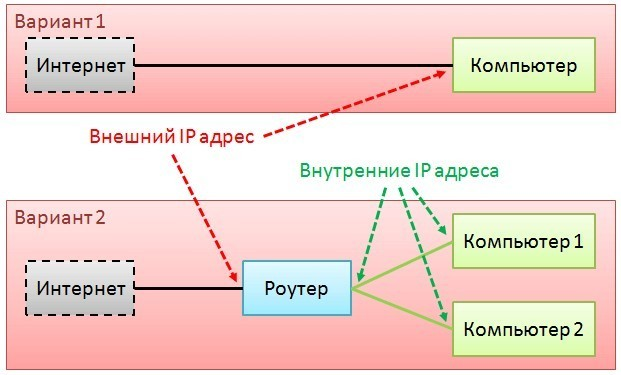 Вариант 1
Интернет
Компьютер
Внешний IP адрес
Внутренние IP адреса
Вариант 2
Компьютер 1
Интернет
Роутер
Компьютер 2